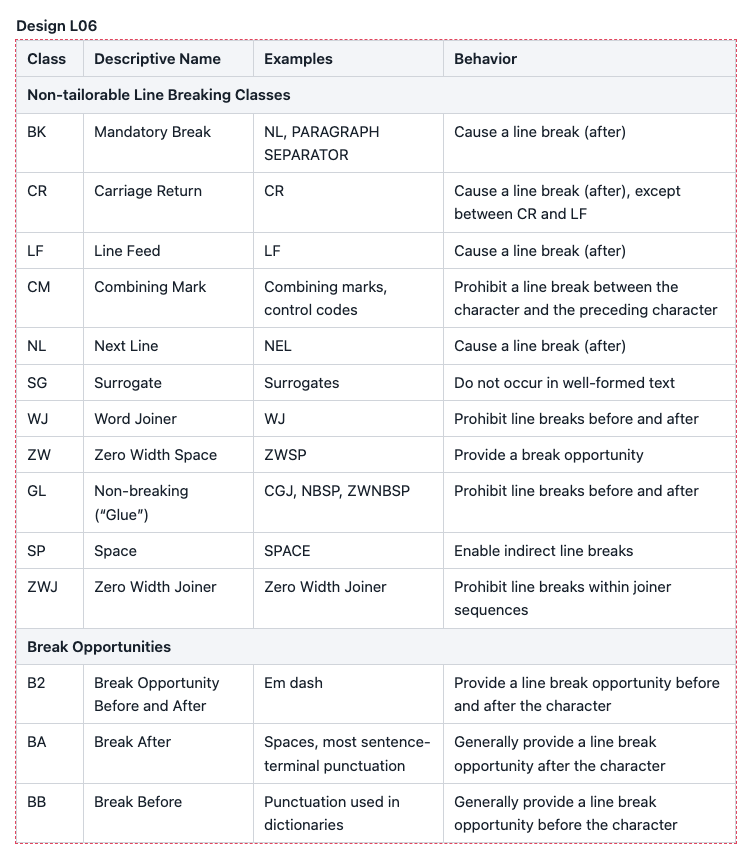 Design L06
Class Descriptive Name Examples Behavior
Non-tailorable Line Breaking Classes
BK Mandatory Break NL, PARAGRAPH Cause a line break (after)
SEPARATOR
CR Carriage Return CR Cause a line break (after), except
between CR and LF
LF Line Feed LF Cause a line break (after)
CM Combining Mark Combining marks, Prohibit a line break between the
control codes character and the preceding character
NL Next Line NEL Cause a line break (after)
SG Surrogate Surrogates Do not occur in well-formed text
WJ Word Joiner WJ Prohibit line breaks before and after
ZW Zero Width Space ZWSP Provide a break opportunity
GL Non-breaking CGJ, NBSP, ZWNBSP Prohibit line breaks before and after
(“Glue”)
SP Space SPACE Enable indirect line breaks
ZWJ Zero Width Joiner Zero Width Joiner Prohibit line breaks within joiner
sequences
Break Opportunities
B2 Break Opportunity Em dash Provide a line break opportunity before
Before and After and after the character
BA Break After Spaces, most sentence- Generally provide a line break
terminal punctuation opportunity after the character
BB Break Before Punctuation used in Generally provide a line break
dictionaries opportunity before the character